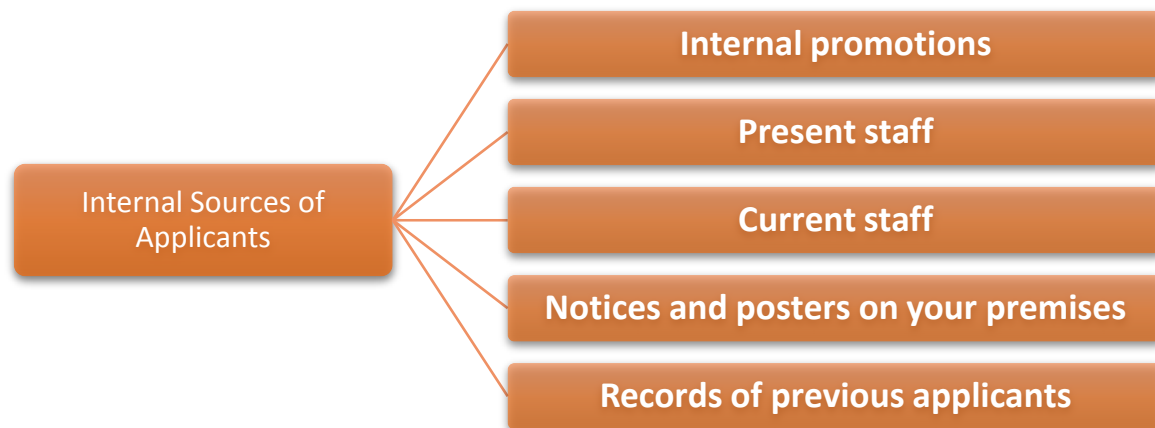 Internal Sources of
Applicants
Internal promotions
Present staff
Current staff
Notices and posters on your premises
Records of previous applicants